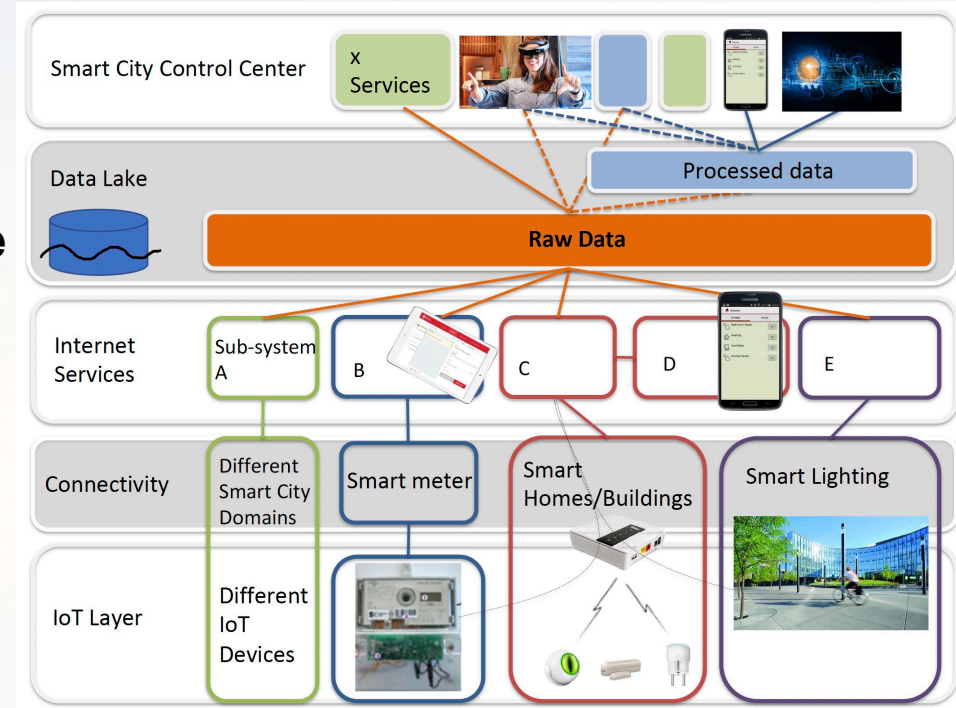 Smart City Control Center
x
Services
Data Lake
Processed data
e
Raw Data
Internet
Services
Sub-system
A
B
C
D
E
Connectivity
Different
Smart City
Domains
Smart meter
Smart
Homes/Buildings
Smart Lighting
IoT Layer
Different
IoT
Devices
SAMSUNG